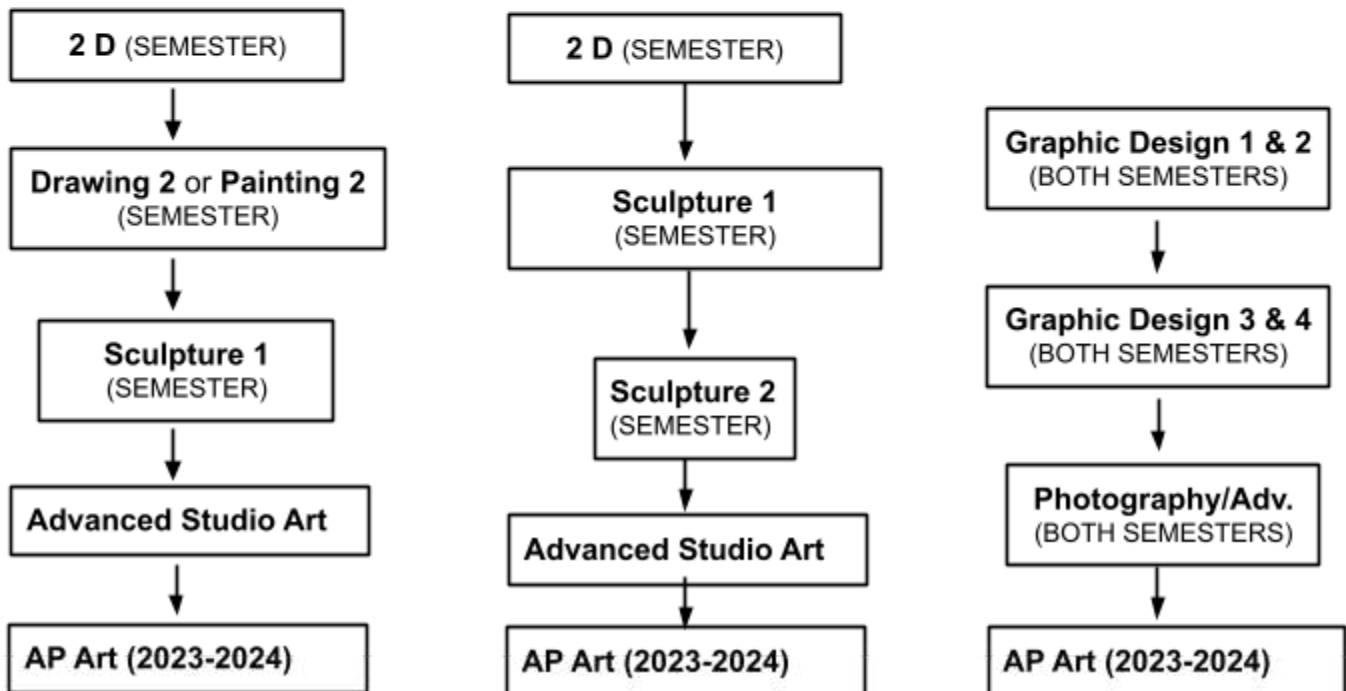 2 D (SEMESTER)
Drawing 2 or Painting 2
(SEMESTER)
Sculpture 1
(SEMESTER)
Advanced Studio Art
AP Art (2023-2024)
2 D (SEMESTER)
Sculpture 1
(SEMESTER)
Sculpture 2
(SEMESTER)
Advanced Studio Art
AP Art (2023-2024)
Graphic Design 1 & 2
(BOTH SEMESTERS)
Graphic Design 3 & 4
(BOTH SEMESTERS)
Photography/Adv.
(BOTH SEMESTERS)
AP Art (2023-2024)